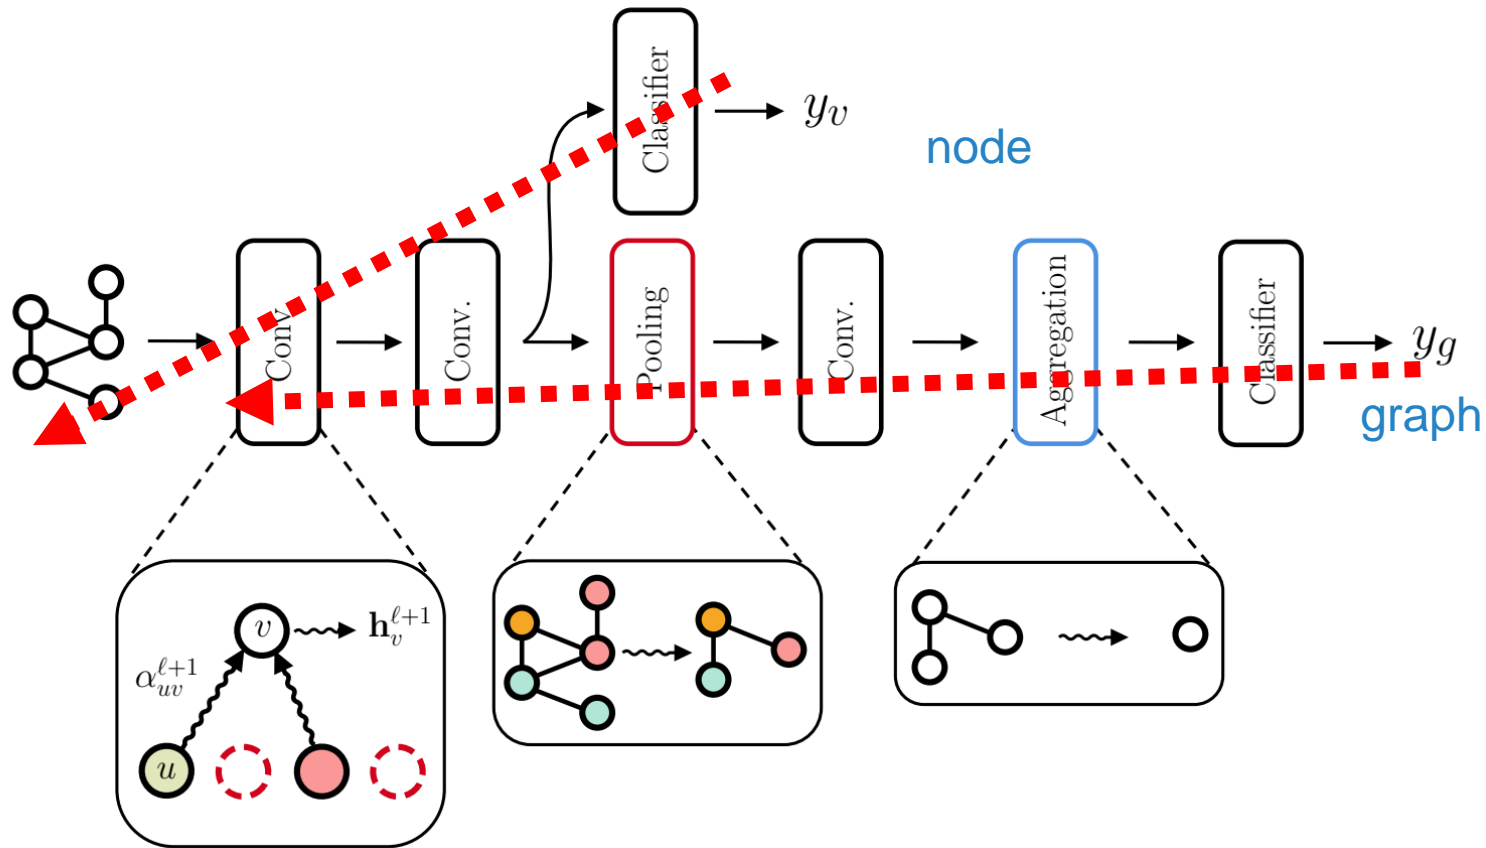 Classifier
y_v
node
Conv.
Conv.
Pooling
Conv.
Aggregation
Classifier
y_g
graph
v
h_v^{ℓ+1}
α_{uv}^{ℓ+1}
u